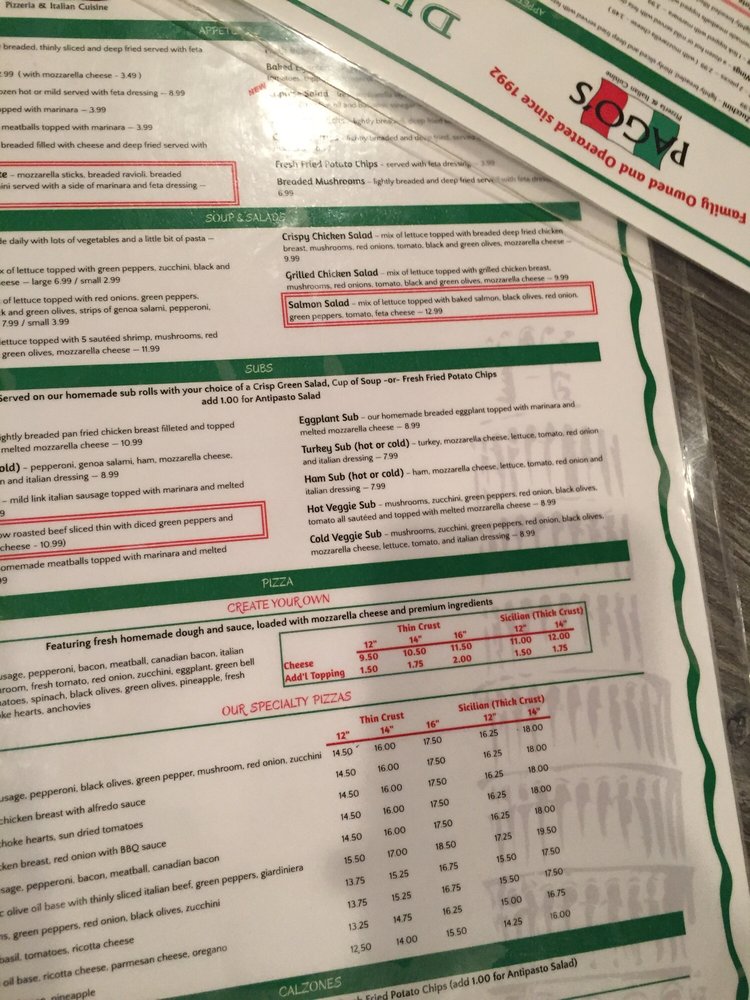 Pizzeria & Italian Cuisine
breaded, thinly sliced and deep fried served with feta
.99 ( with mozzarella cheese - 3.49 )
ozen hot or mild served with feta dressing – 8.99
pped with marinara – 3.99
meatballs topped with marinara – 3.99
breaded filled with cheese and deep fried served with
te – mozzarella sticks, breaded ravioli, breaded
ini served with a side of marinara and feta dressing –
Baked
NEW
Salad
Fresh Fried Potato Chips – served with feta dressing – 3.99
Breaded Mushrooms – lightly breaded and deep fried served with feta
6.99
PAGO'S
Pizzeria & Italian Cuisine
Family Owned and Operated since 1992
SOUP & SALADS
e daily with lots of vegetables and a little bit of pasta –
x of lettuce topped with green peppers, zucchini, black and
eese – large 6.99 / small 2.99
of lettuce topped with red onions, green peppers,
k and green olives, strips of genoa salami, pepperoni,
7.99 / small 3.99
ettuce topped with 5 sautéed shrimp, mushrooms, red
green olives, mozzarella cheese – 11.99
Crispy Chicken Salad – mix of lettuce topped with breaded deep fried chicken
breast, mushrooms, red onions, tomato, black and green olives, mozzarella cheese –
9.99
Grilled Chicken Salad – mix of lettuce topped with grilled chicken breast,
mushrooms, red onions, tomato, black and green olives, mozzarella cheese – 9.99
Salmon Salad – mix of lettuce topped with baked salmon, black olives, red onion,
green peppers, tomato, feta cheese – 12.99
SUBS
Served on our homemade sub rolls with your choice of a Crisp Green Salad, Cup of Soup -or- Fresh Fried Potato Chips
add 1.00 for Antipasto Salad
ightly breaded pan fried chicken breast filleted and topped
melted mozzarella cheese – 10.99
old) – pepperoni, genoa salami, ham, mozzarella cheese,
n and italian dressing – 8.99
– mild link italian sausage topped with marinara and melted
9
ow roasted beef sliced thin with diced green peppers and
cheese - 10.99)
omemade meatballs topped with marinara and melted
99
Eggplant Sub – our homemade breaded eggplant topped with marinara and
melted mozzarella cheese – 8.99
Turkey Sub (hot or cold) – turkey, mozzarella cheese, lettuce, tomato, red onion
and italian dressing – 7.99
Ham Sub (hot or cold) – ham, mozzarella cheese, lettuce, tomato, red onion and
italian dressing – 7.99
Hot Veggie Sub – mushrooms, zucchini, green peppers, red onion, black olives,
tomato all sautéed and topped with melted mozzarella cheese – 8.99
Cold Veggie Sub – mushrooms, zucchini, green peppers, red onion, black olives,
mozzarella cheese, lettuce, tomato, and italian dressing – 8.99
PIZZA
CREATE YOUR OWN
Featuring fresh homemade dough and sauce, loaded with mozzarella cheese and premium ingredients
usage, pepperoni, bacon, meatball, canadian bacon, italian
room, fresh tomato, red onion, zucchini, eggplant, green bell
atoes, spinach, black olives, green olives, pineapple, fresh
oke hearts, anchovies
Thin Crust Sicilian (Thick Crust)
12" 14" 16" 12" 14"
Cheese 9.50 10.50 11.50 11.00 12.00
Add'l Topping 1.50 1.75 2.00 1.50 1.75
OUR SPECIALTY PIZZAS
Thin Crust Sicilian (Thick Crust)
12" 14" 16" 12" 14"
usage, pepperoni, black olives, green pepper, mushroom, red onion, zucchini 14.50 16.00 17.50 16.25 18.00
chicken breast with alfredo sauce 14.50 16.00 17.50 16.25 18.00
hoke hearts, sun dried tomatoes 14.50 16.00 17.50 16.25 18.00
ken breast, red onion with BBQ sauce 14.50 16.00 17.50 16.25 18.00
sage, pepperoni, bacon, meatball, canadian bacon 14.50 16.00 17.50 16.25 18.00
c olive oil base with thinly sliced italian beef, green peppers, giardiniera 15.50 17.00 18.50 17.25 19.50
ns, green peppers, red onion, black olives, zucchini 13.75 15.25 16.75 15.50 17.50
basil, tomatoes, ricotta cheese 13.75 15.25 16.75 15.50 17.50
oil base, ricotta cheese, parmesan cheese, oregano 13.25 14.75 16.25 15.00 16.75
pineapple 12.50 14.00 15.50 14.25 16.00
CALZONES
Fried Potato Chips (add 1.00 for Antipasto Salad)